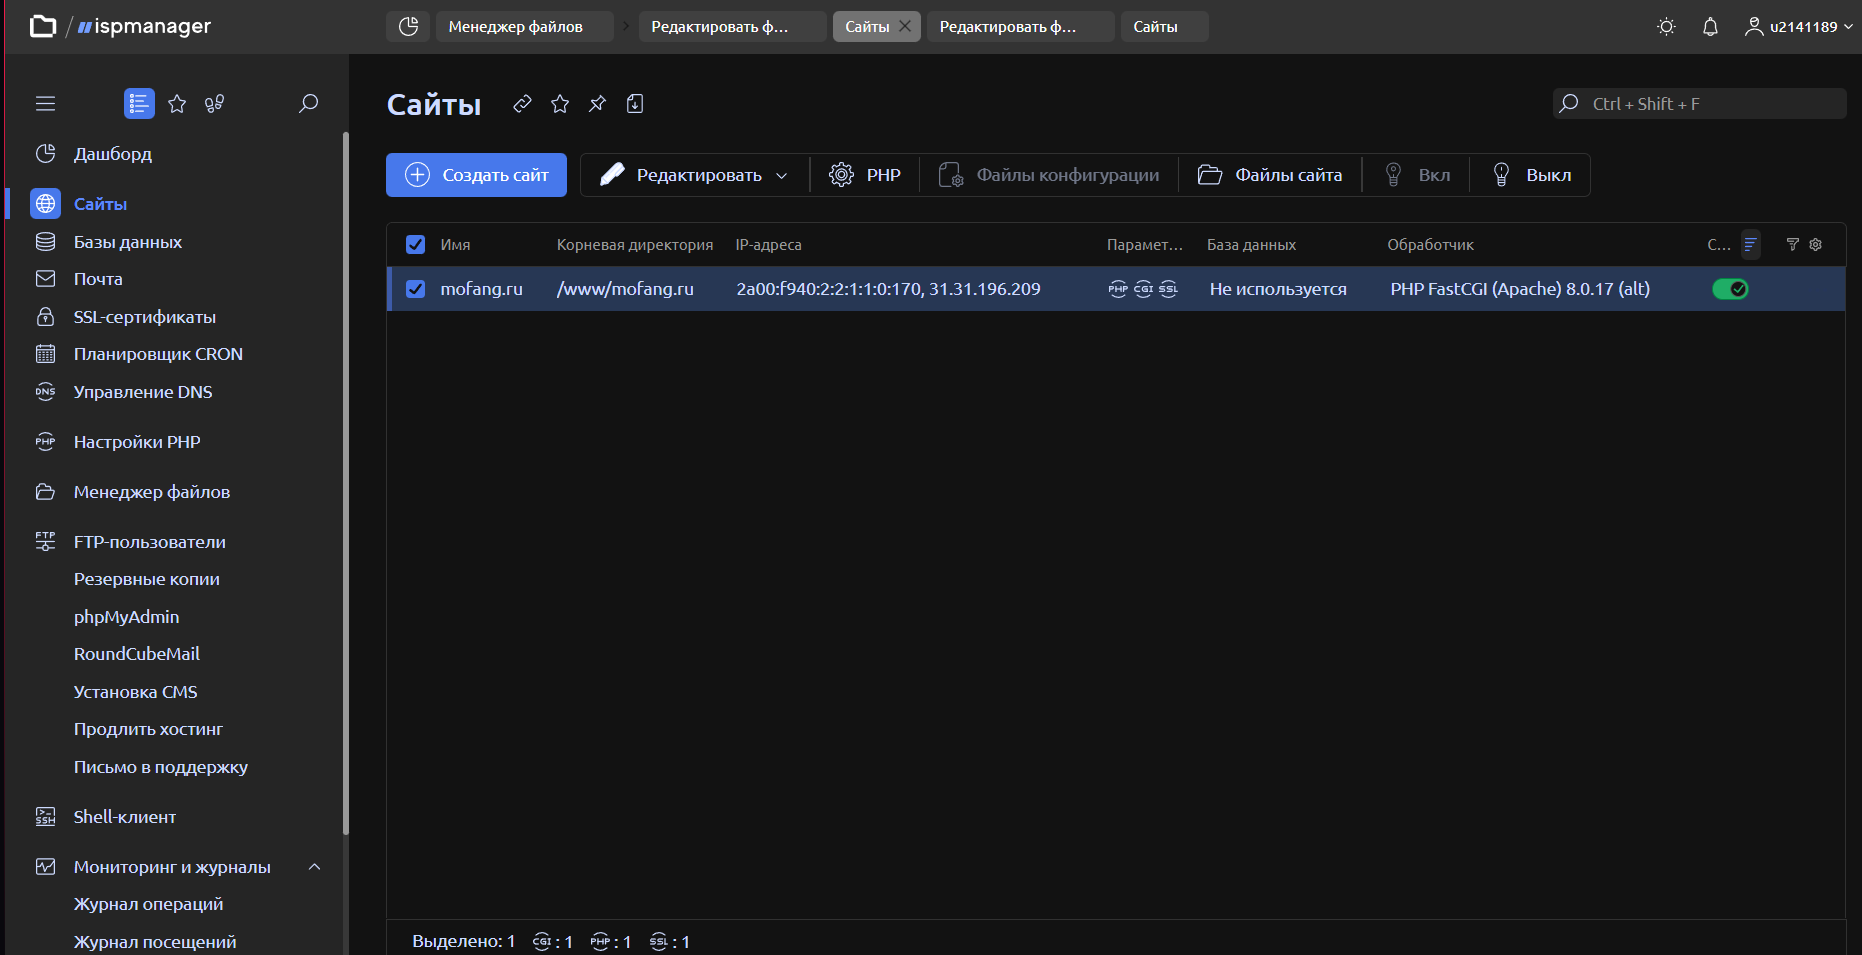 ispmanager
Менеджер файлов
Редактировать ф...
Сайты
Редактировать ф...
Сайты
u2141189
Дашборд
Сайты
Базы данных
Почта
SSL-сертификаты
Планировщик CRON
DNS Управление DNS
PHP Настройки PHP
Менеджер файлов
FTP FTP-пользователи
Резервные копии
phpMyAdmin
RoundCubeMail
Установка CMS
Продлить хостинг
Письмо в поддержку
SSH Shell-клиент
Мониторинг и журналы
Журнал операций
Журнал посещений
Сайты
Ctrl + Shift + F
Создать сайт
Редактировать
PHP
Файлы конфигурации
Файлы сайта
Вкл
Выкл
Имя Корневая директория IP-адреса Парамет... База данных Обработчик С...
mofang.ru /www/mofang.ru 2a00:f940:2:2:1:1:0:170, 31.31.196.209 PHP CGI SSL Не используется PHP FastCGI (Apache) 8.0.17 (alt)
Выделено: 1 CGI : 1 PHP : 1 SSL : 1